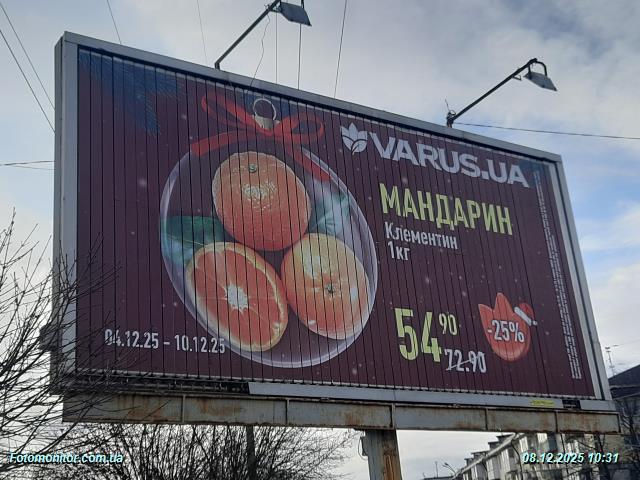 VARUS.UA
МАНДАРИН
Клементин
1кг
54 90
72.90
-25%
04.12.25 - 10.12.25
Fotomonitor.com.ua
08.12.2025 10:31